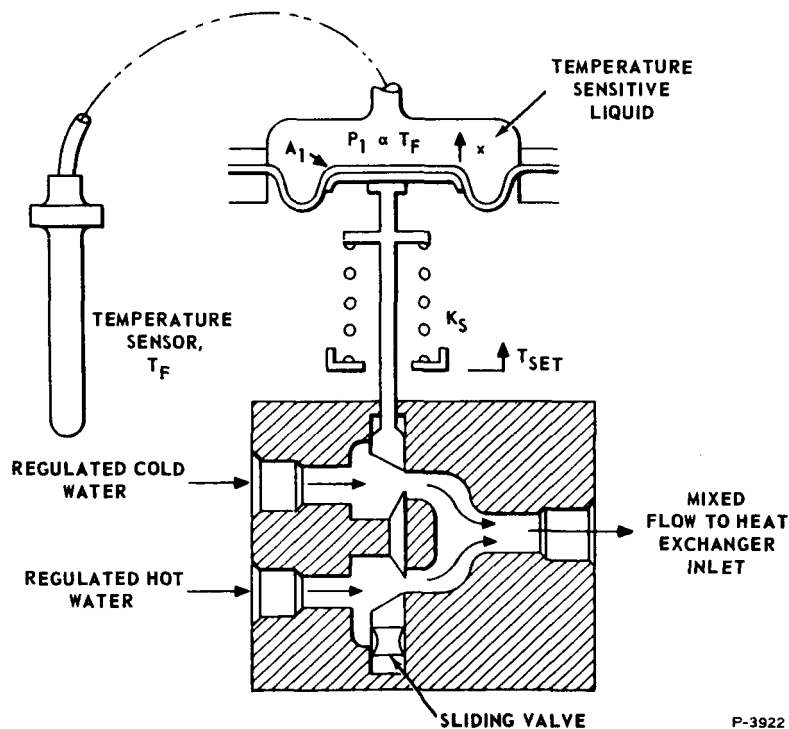 TEMPERATURE
SENSITIVE
LIQUID
A1
P1 α TF
x
TEMPERATURE
SENSOR,
TF
KS
TSET
REGULATED COLD
WATER
REGULATED HOT
WATER
MIXED
FLOW TO HEAT
EXCHANGER
INLET
SLIDING VALVE
P-3922